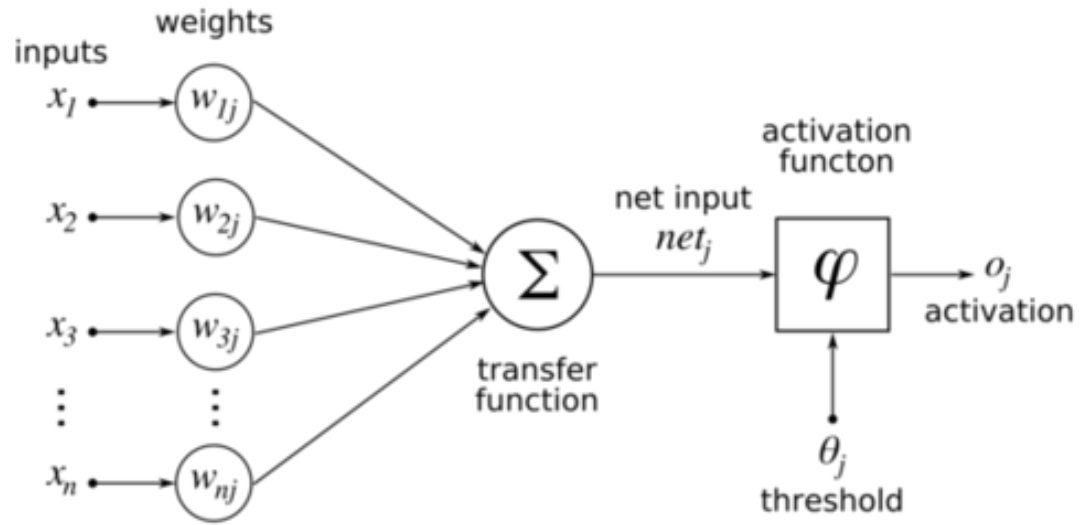 weights
inputs
x1
w1j
x2
w2j
x3
w3j
⋮
⋮
xn
wnj
Σ
transfer
function
net input
netj
activation
functon
φ
oj
activation
θj
threshold